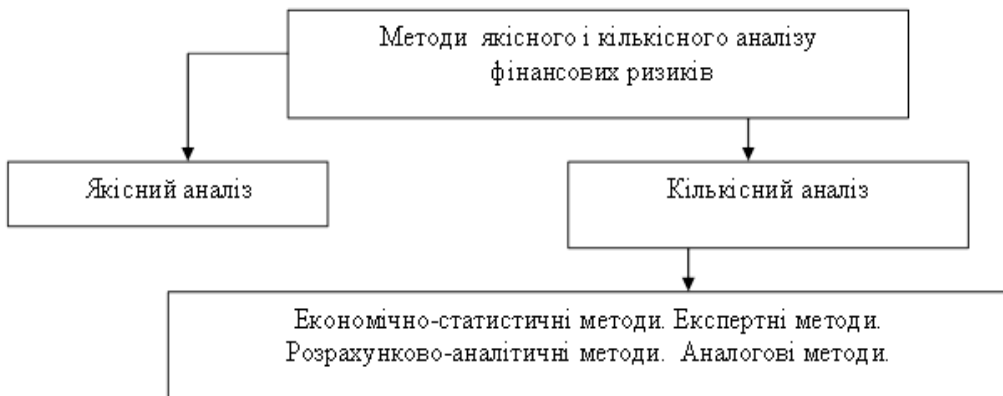 Методи якісного і кількісного аналізу
фінансових ризиків
Якісний аналіз
Кількісний аналіз
Економічно-статистичні методи. Експертні методи.
Розрахунково-аналітичні методи. Аналогові методи.